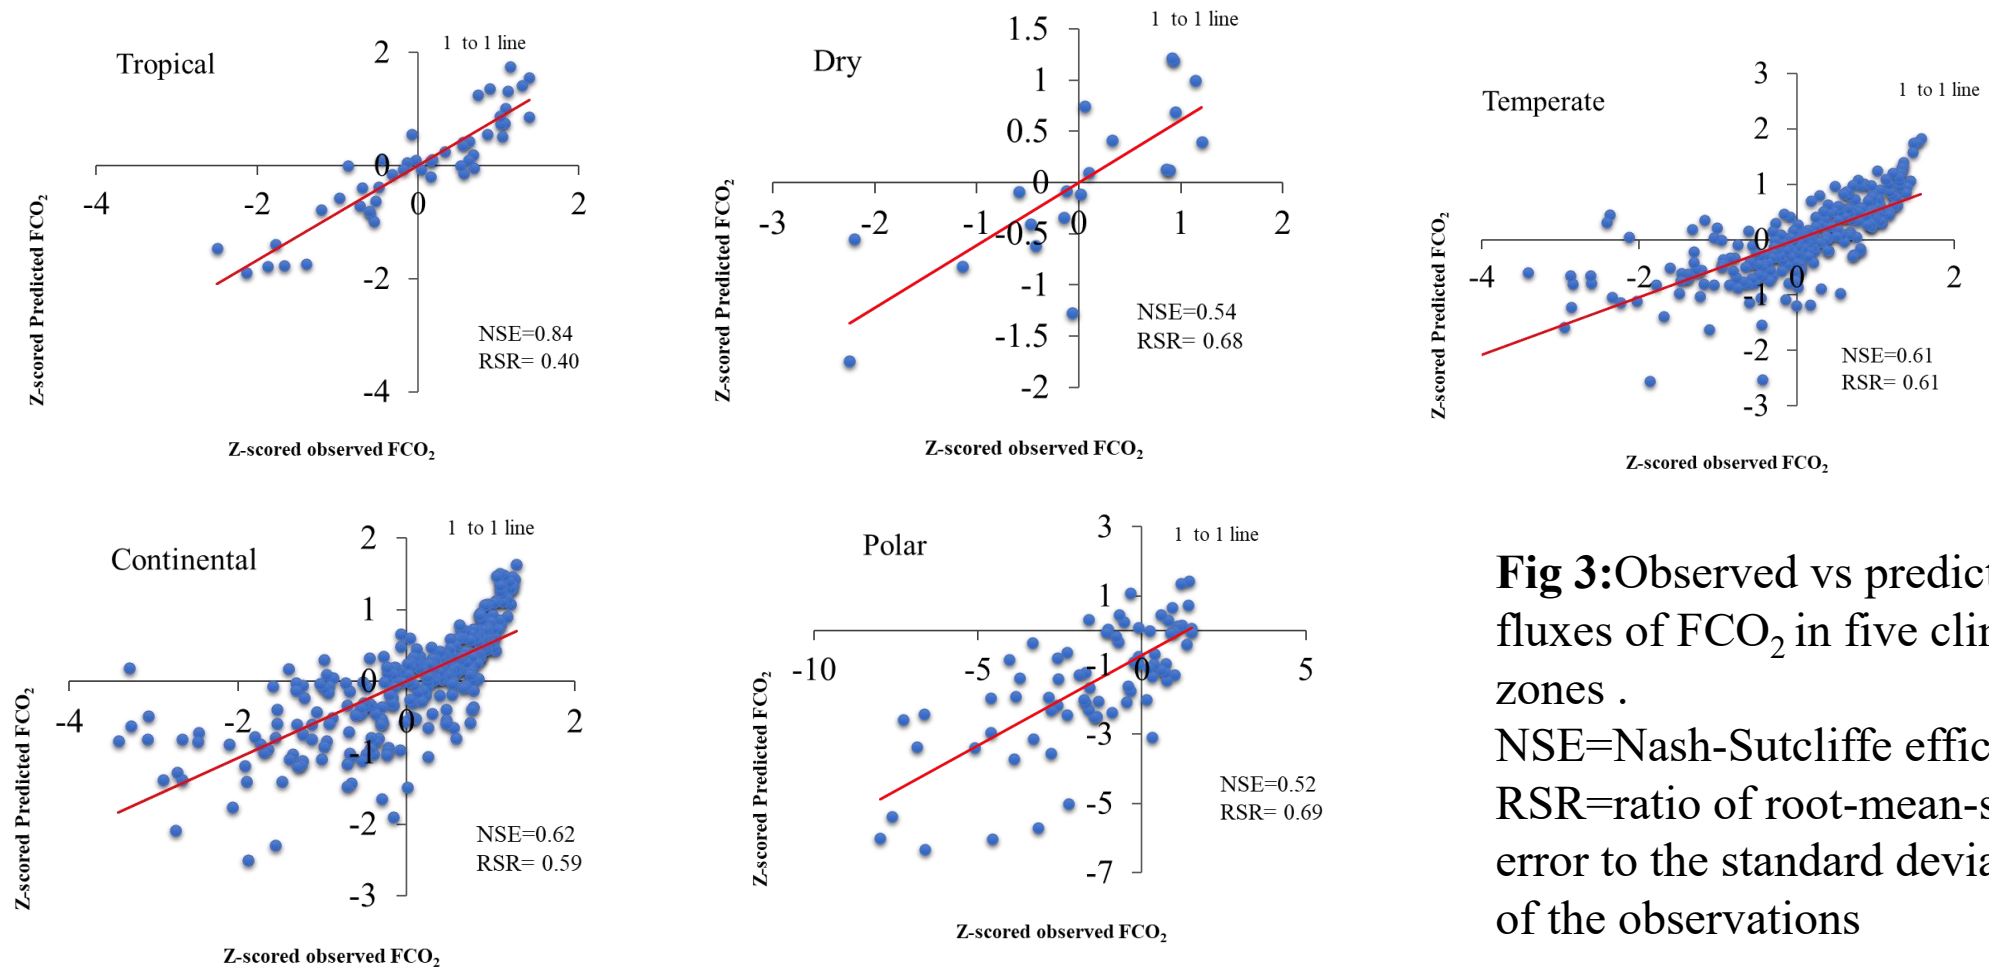 Tropical
1 to 1 line
2
0
-2
-4
-4
-2
0
2
NSE=0.84
RSR= 0.40
Z-scored Predicted FCO2
Z-scored observed FCO2
Dry
1 to 1 line
1.5
1
0.5
0
-0.5
-1
-1.5
-2
-3
-2
-1
0
1
2
NSE=0.54
RSR= 0.68
Z-scored Predicted FCO2
Z-scored observed FCO2
Temperate
1 to 1 line
3
2
1
0
-1
-2
-3
-4
-2
0
2
NSE=0.61
RSR= 0.61
Z-scored Predicted FCO2
Z-scored observed FCO2
Continental
1 to 1 line
2
1
0
-1
-2
-3
-4
-2
0
2
NSE=0.62
RSR= 0.59
Z-scored Predicted FCO2
Z-scored observed FCO2
Polar
1 to 1 line
3
1
-1
-3
-5
-7
-10
-5
0
5
NSE=0.52
RSR= 0.69
Z-scored Predicted FCO2
Z-scored observed FCO2
Fig 3:Observed vs predict
fluxes of FCO2 in five clin
zones .
NSE=Nash-Sutcliffe effic
RSR=ratio of root-mean-s
error to the standard devia
of the observations